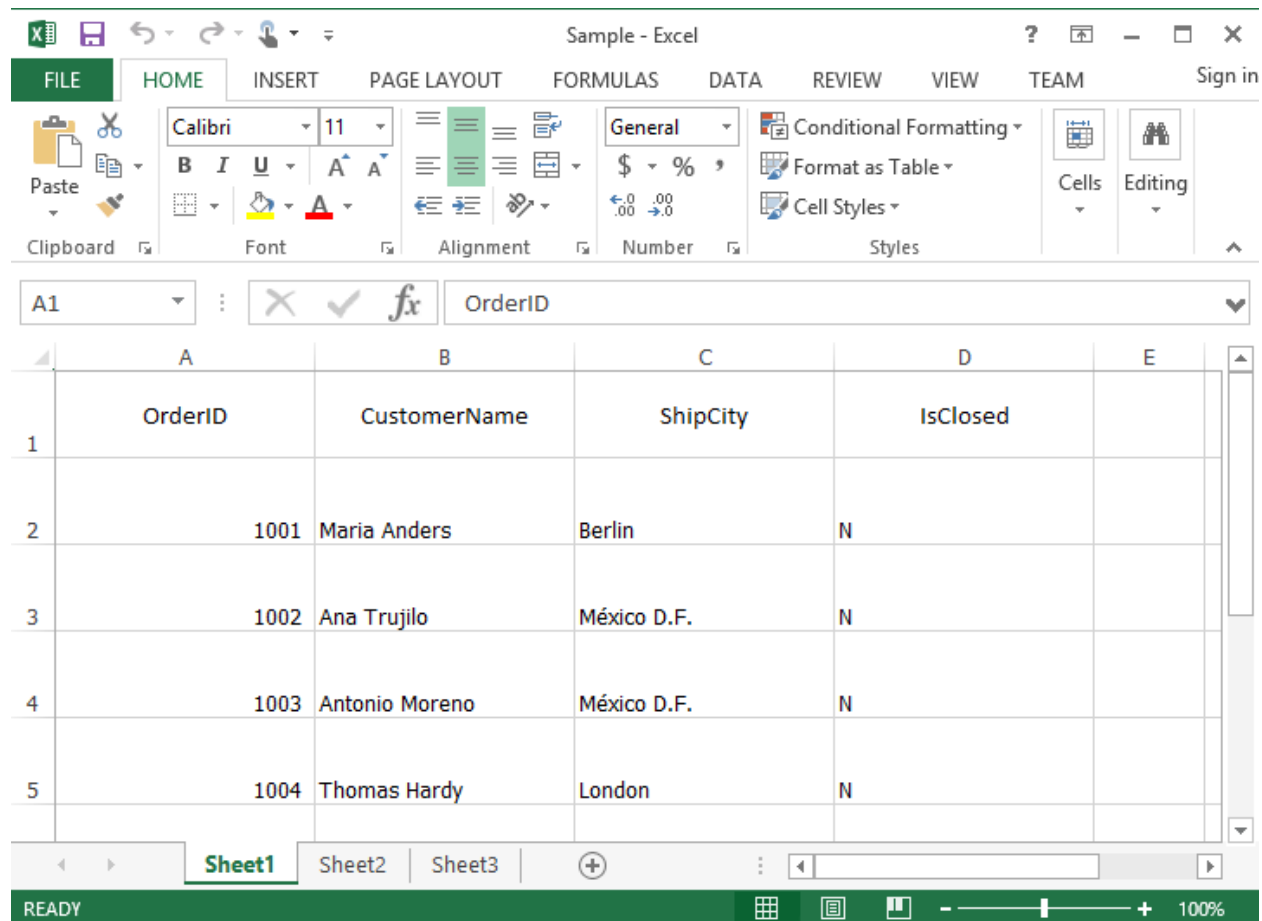 Sample - Excel ?
FILE HOME INSERT PAGE LAYOUT FORMULAS DATA REVIEW VIEW TEAM Sign in
Calibri 11 General Conditional Formatting
Paste B I U A A $ % , Format as Table Cells Editing
A .00 .0 Cell Styles
Clipboard Font Alignment Number Styles
A1 fx OrderID
A B C D E
1 OrderID CustomerName ShipCity IsClosed
2 1001 Maria Anders Berlin N
3 1002 Ana Trujilo México D.F. N
4 1003 Antonio Moreno México D.F. N
5 1004 Thomas Hardy London N
Sheet1 Sheet2 Sheet3
READY - + 100%